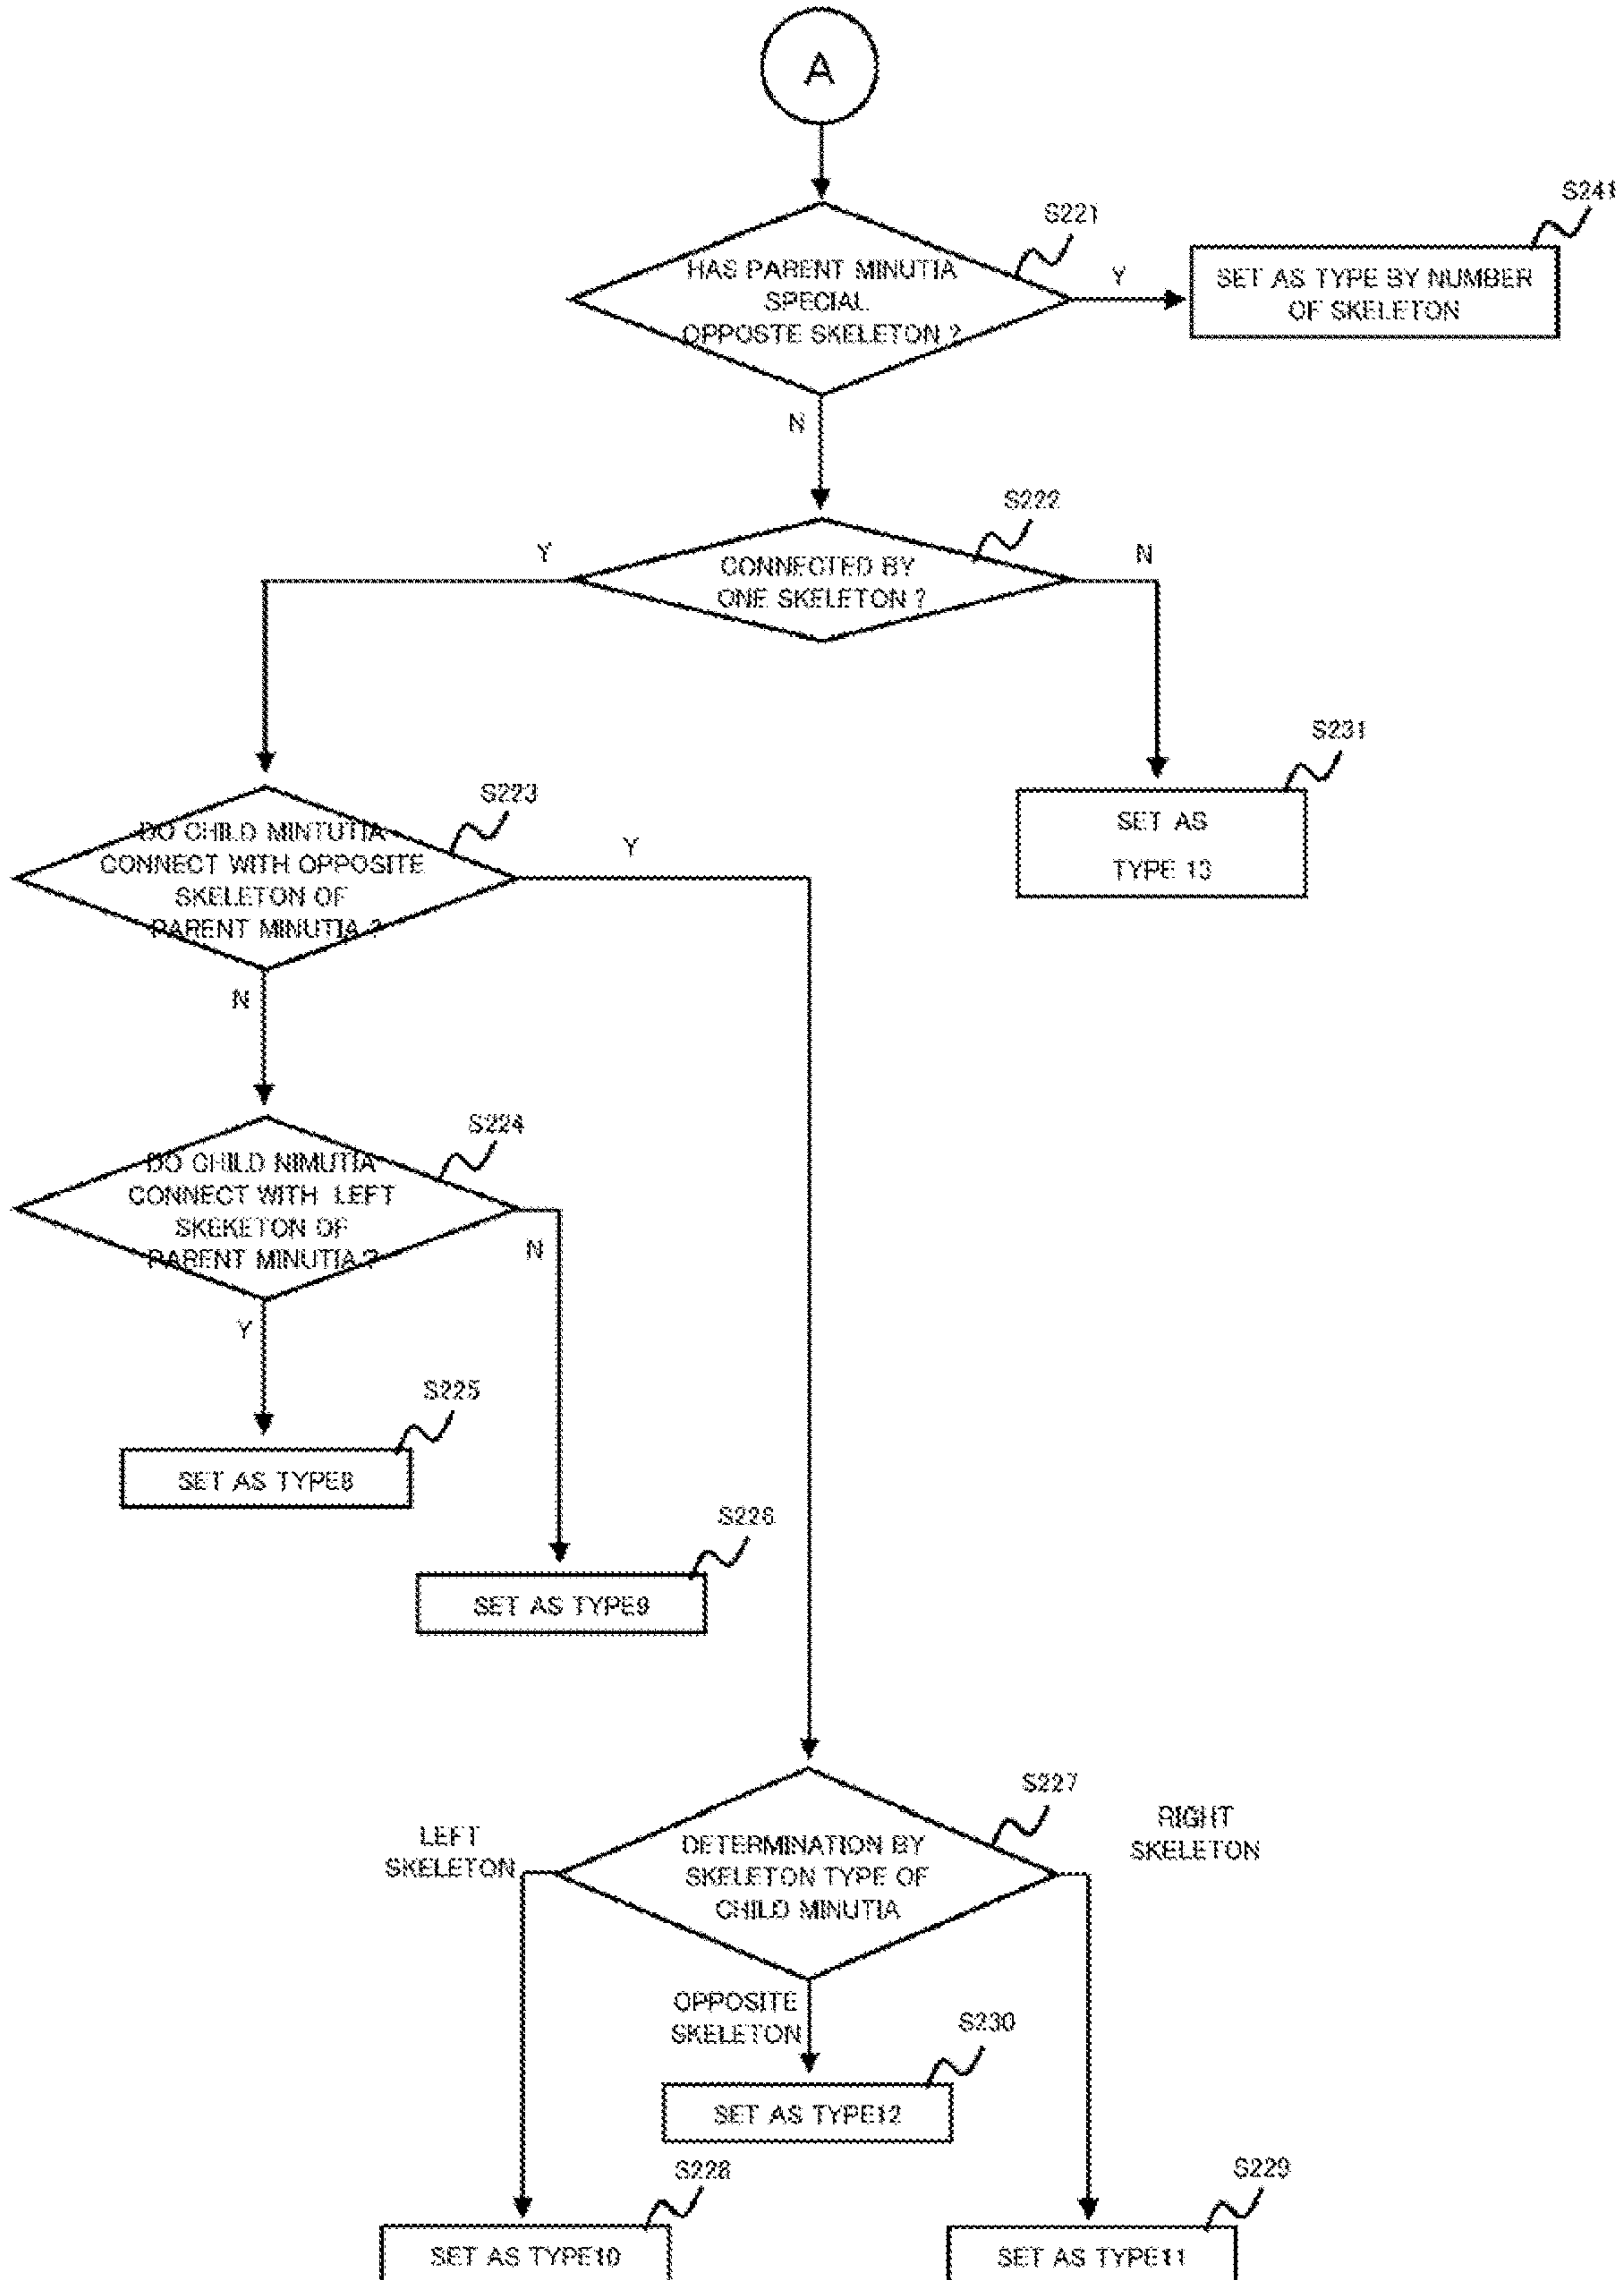 A
S221
HAS PARENT MINUTIA
SPECIAL
OPPOSTE SKELETON ?
Y
S241
SET AS TYPE BY NUMBER
OF SKELETON
N
S222
Y
CONNECTED BY
ONE SKELETON ?
N
S231
SET AS
TYPE 13
S223
DO CHILD MINTUTIA
CONNECT WITH OPPOSITE
SKELETON OF
PARENT MINUTIA ?
Y
N
S224
DO CHILD NIMUTIA
CONNECT WITH LEFT
SKEKETON OF
PARENT MINUTIA ?
N
Y
S225
SET AS TYPE8
S226
SET AS TYPE9
S227
LEFT
SKELETON
DETERMINATION BY
SKELETON TYPE OF
CHILD MINUTIA
RIGHT
SKELETON
OPPOSITE
SKELETON
S230
SET AS TYPE12
S228
SET AS TYPE10
S229
SET AS TYPE11